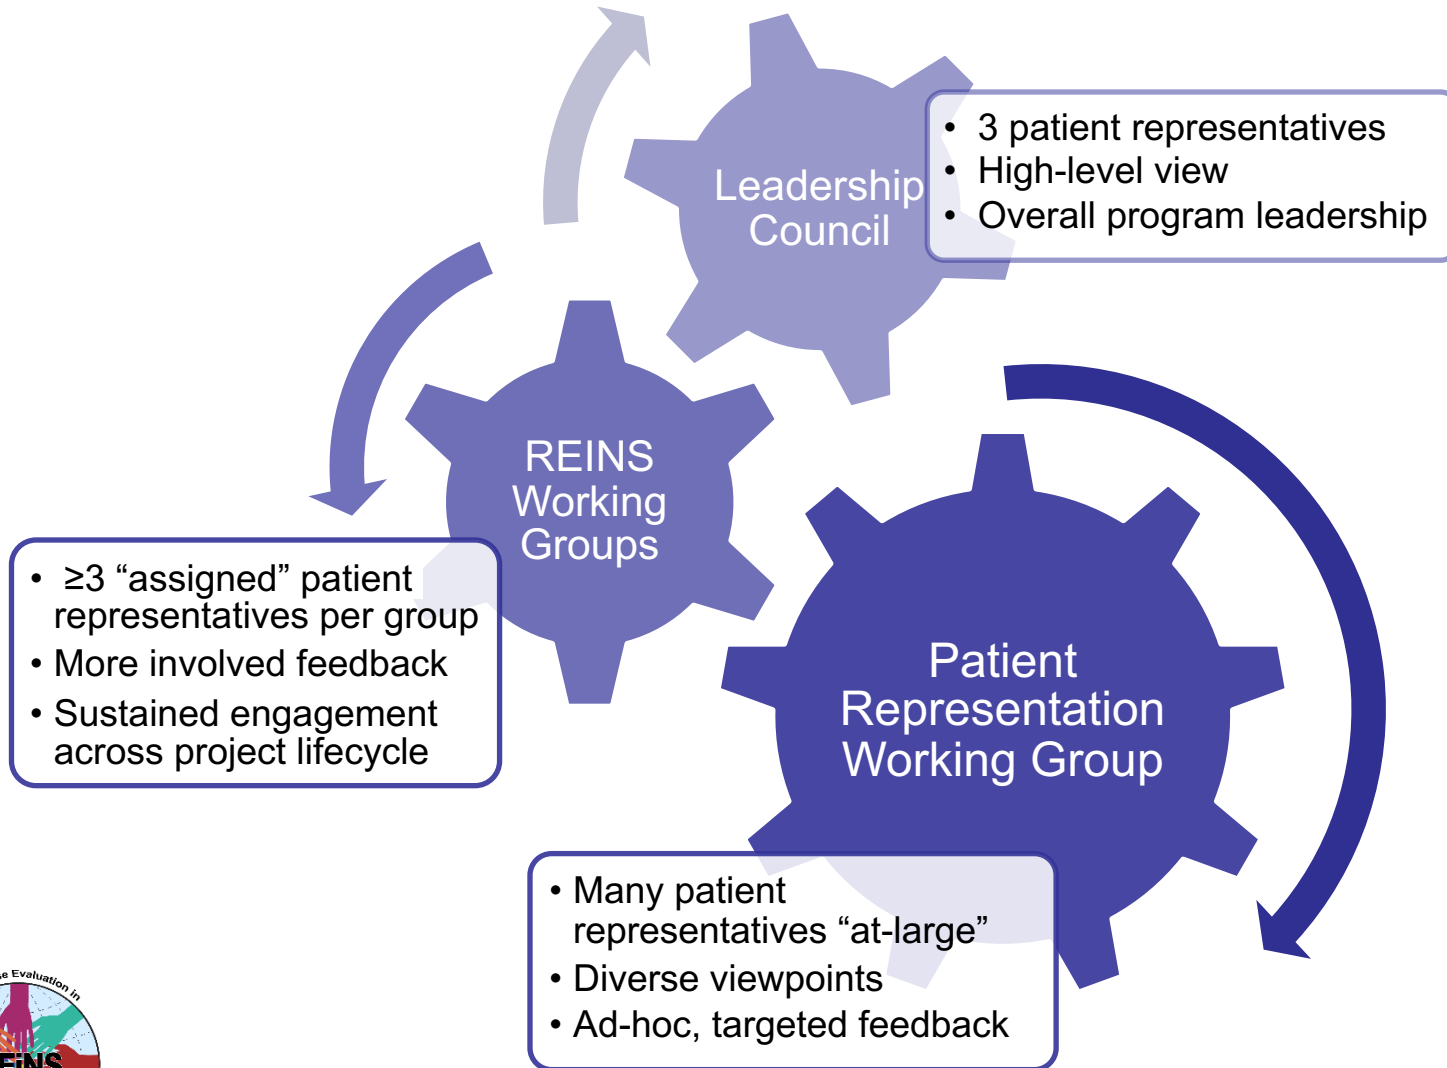 Leadership
Council
• 3 patient representatives
• High-level view
• Overall program leadership
REINS
Working
Groups
• ≥3 “assigned” patient
representatives per group
• More involved feedback
• Sustained engagement
across project lifecycle
Patient
Representation
Working Group
• Many patient
representatives “at-large”
• Diverse viewpoints
• Ad-hoc, targeted feedback
Evaluation in